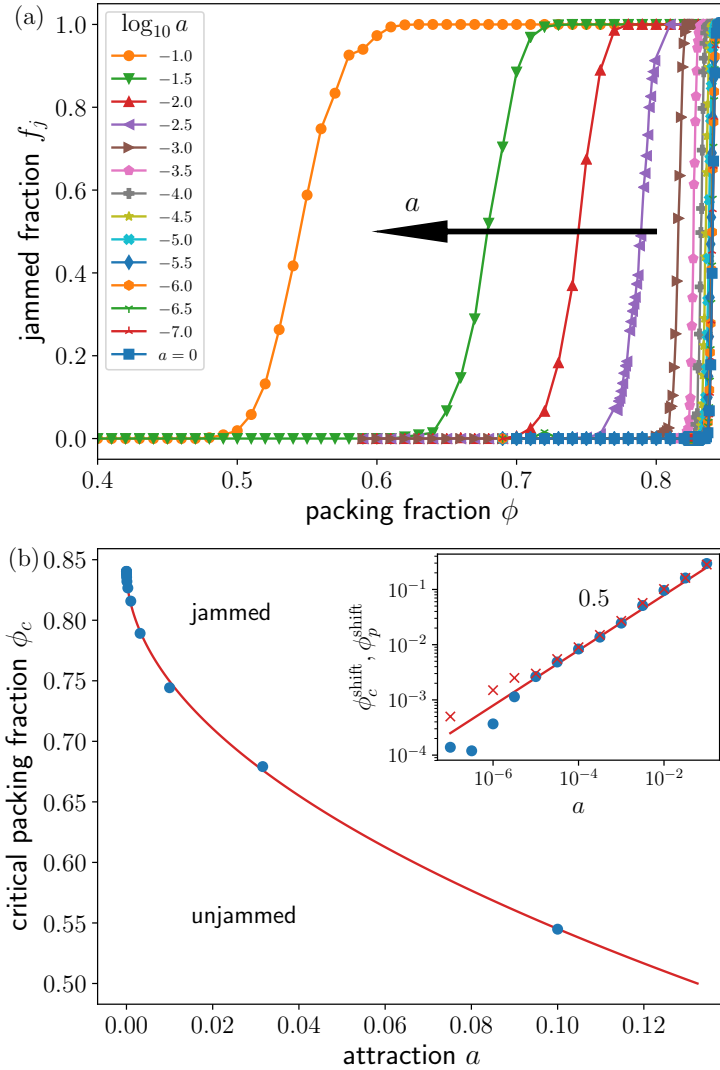 (a)
log₁₀ a
−1.0
−1.5
−2.0
−2.5
−3.0
−3.5
−4.0
−4.5
−5.0
−5.5
−6.0
−6.5
−7.0
a = 0
a
1.0
0.8
0.6
0.4
0.2
0.0
jammed fraction f_j
0.4 0.5 0.6 0.7 0.8
packing fraction ϕ
(b)
0.85
0.80
0.75
0.70
0.65
0.60
0.55
0.50
critical packing fraction ϕ_c
jammed
unjammed
0.5
10⁻¹
10⁻²
10⁻³
10⁻⁴
ϕ_c^shift, ϕ_p^shift
10⁻⁶ 10⁻⁴ 10⁻²
a
0.00 0.02 0.04 0.06 0.08 0.10 0.12
attraction a